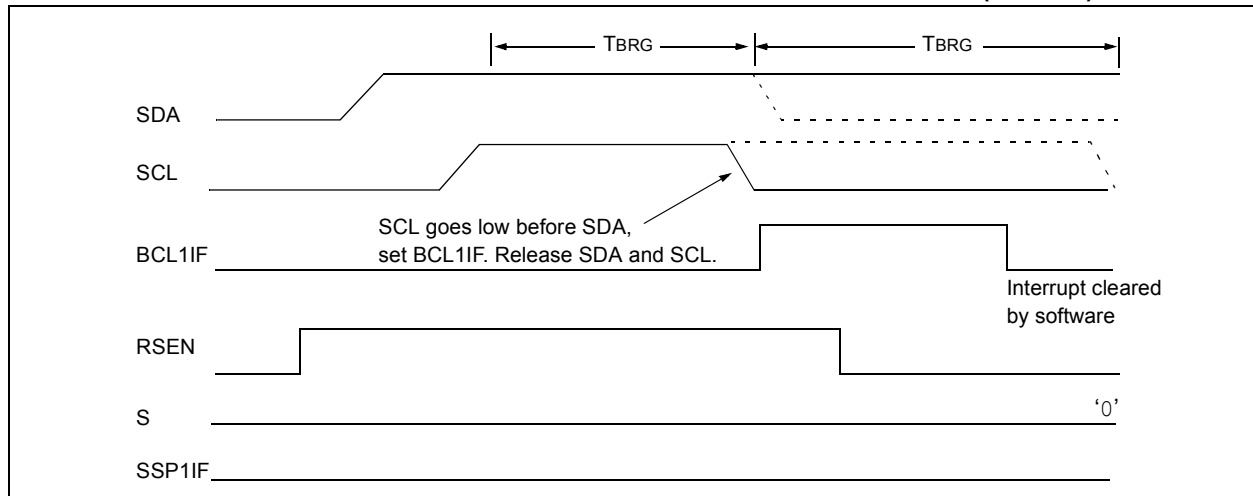 TBRG TBRG
SDA
SCL
SCL goes low before SDA,
set BCL1IF. Release SDA and SCL.
BCL1IF
Interrupt cleared
by software
RSEN
S
‘0’
SSP1IF